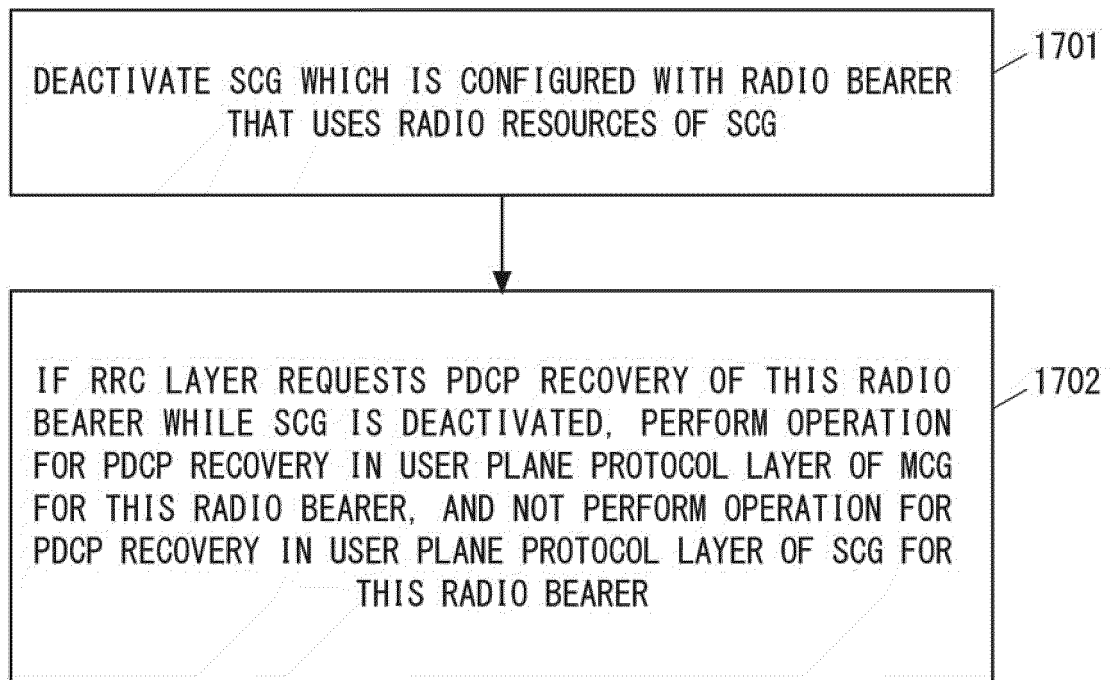 1701
DEACTIVATE SCG WHICH IS CONFIGURED WITH RADIO BEARER
THAT USES RADIO RESOURCES OF SCG
1702
IF RRC LAYER REQUESTS PDCP RECOVERY OF THIS RADIO
BEARER WHILE SCG IS DEACTIVATED, PERFORM OPERATION
FOR PDCP RECOVERY IN USER PLANE PROTOCOL LAYER OF MCG
FOR THIS RADIO BEARER, AND NOT PERFORM OPERATION FOR
PDCP RECOVERY IN USER PLANE PROTOCOL LAYER OF SCG FOR
THIS RADIO BEARER